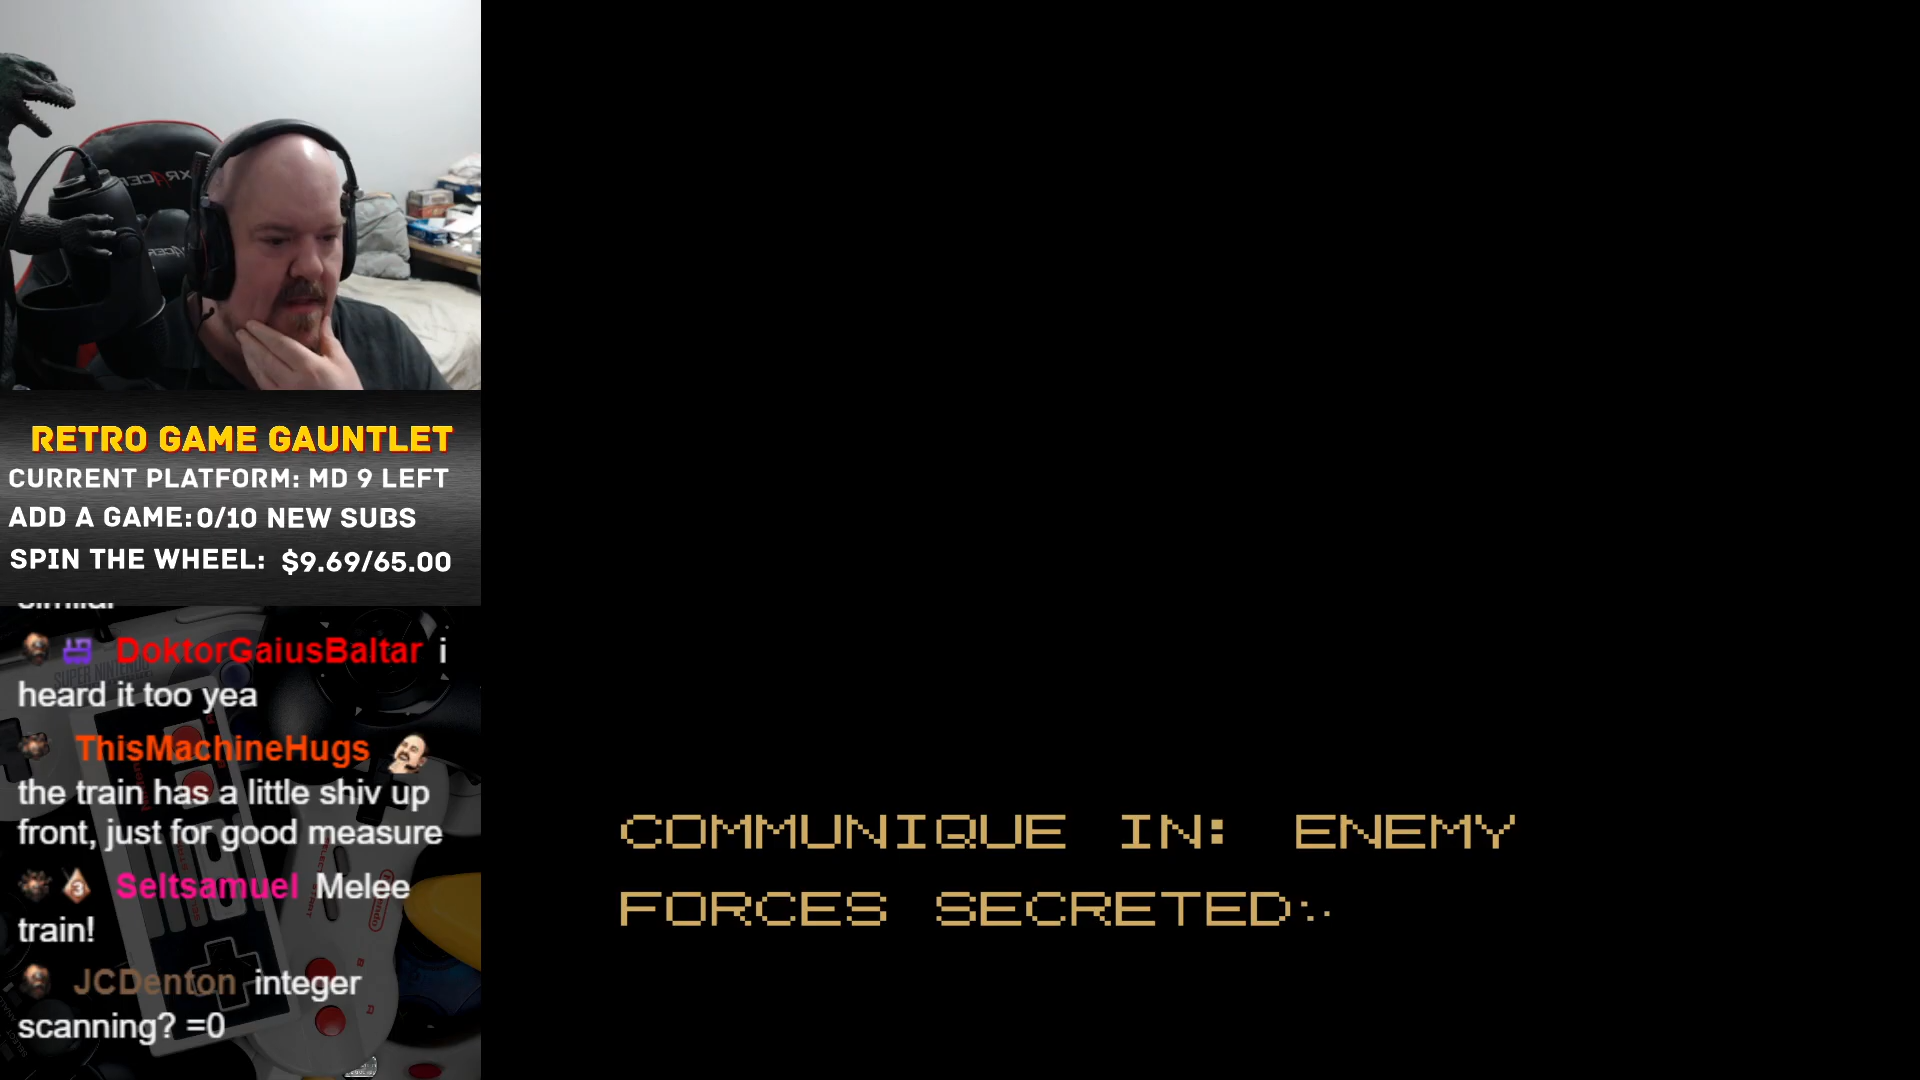 RETRO GAME GAUNTLET
CURRENT PLATFORM: MD 9 LEFT
ADD A GAME: 0/10 NEW SUBS
SPIN THE WHEEL: $9.69/65.00
similar
DoktorGaiusBaltar i
heard it too yea
ThisMachineHugs
the train has a little shiv up
front, just for good measure
Seltsamuel Melee
train!
JCDenton integer
scanning? =0
COMMUNIQUE IN: ENEMY
FORCES SECRETED